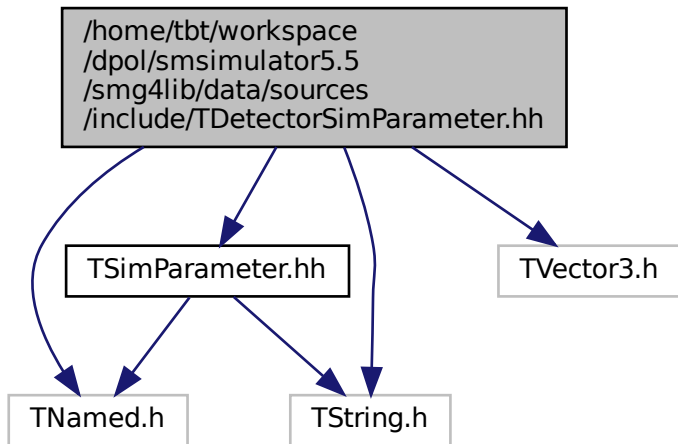 /home/tbt/workspace
/dpol/smsimulator5.5
/smg4lib/data/sources
/include/TDetectorSimParameter.hh
TSimParameter.hh
TVector3.h
TNamed.h
TString.h